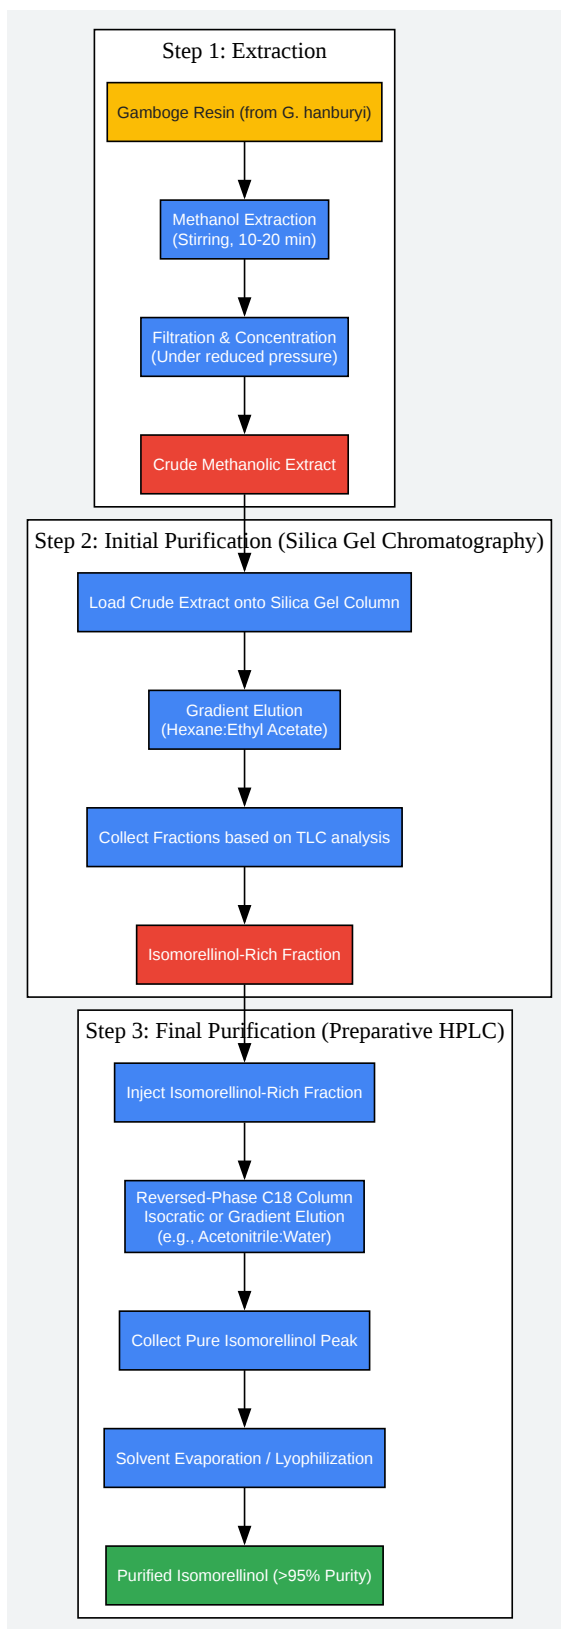 Step 1: Extraction
Gamboge Resin (from G. hanburyi)
Methanol Extraction
(Stirring, 10-20 min)
Filtration & Concentration
(Under reduced pressure)
Crude Methanolic Extract
Step 2: Initial Purification (Silica Gel Chromatography)
Load Crude Extract onto Silica Gel Column
Gradient Elution
(Hexane:Ethyl Acetate)
Collect Fractions based on TLC analysis
Isomorellinol-Rich Fraction
Step 3: Final Purification (Preparative HPLC)
Inject Isomorellinol-Rich Fraction
Reversed-Phase C18 Column
Isocratic or Gradient Elution
(e.g., Acetonitrile:Water)
Collect Pure Isomorellinol Peak
Solvent Evaporation / Lyophilization
Purified Isomorellinol (>95% Purity)